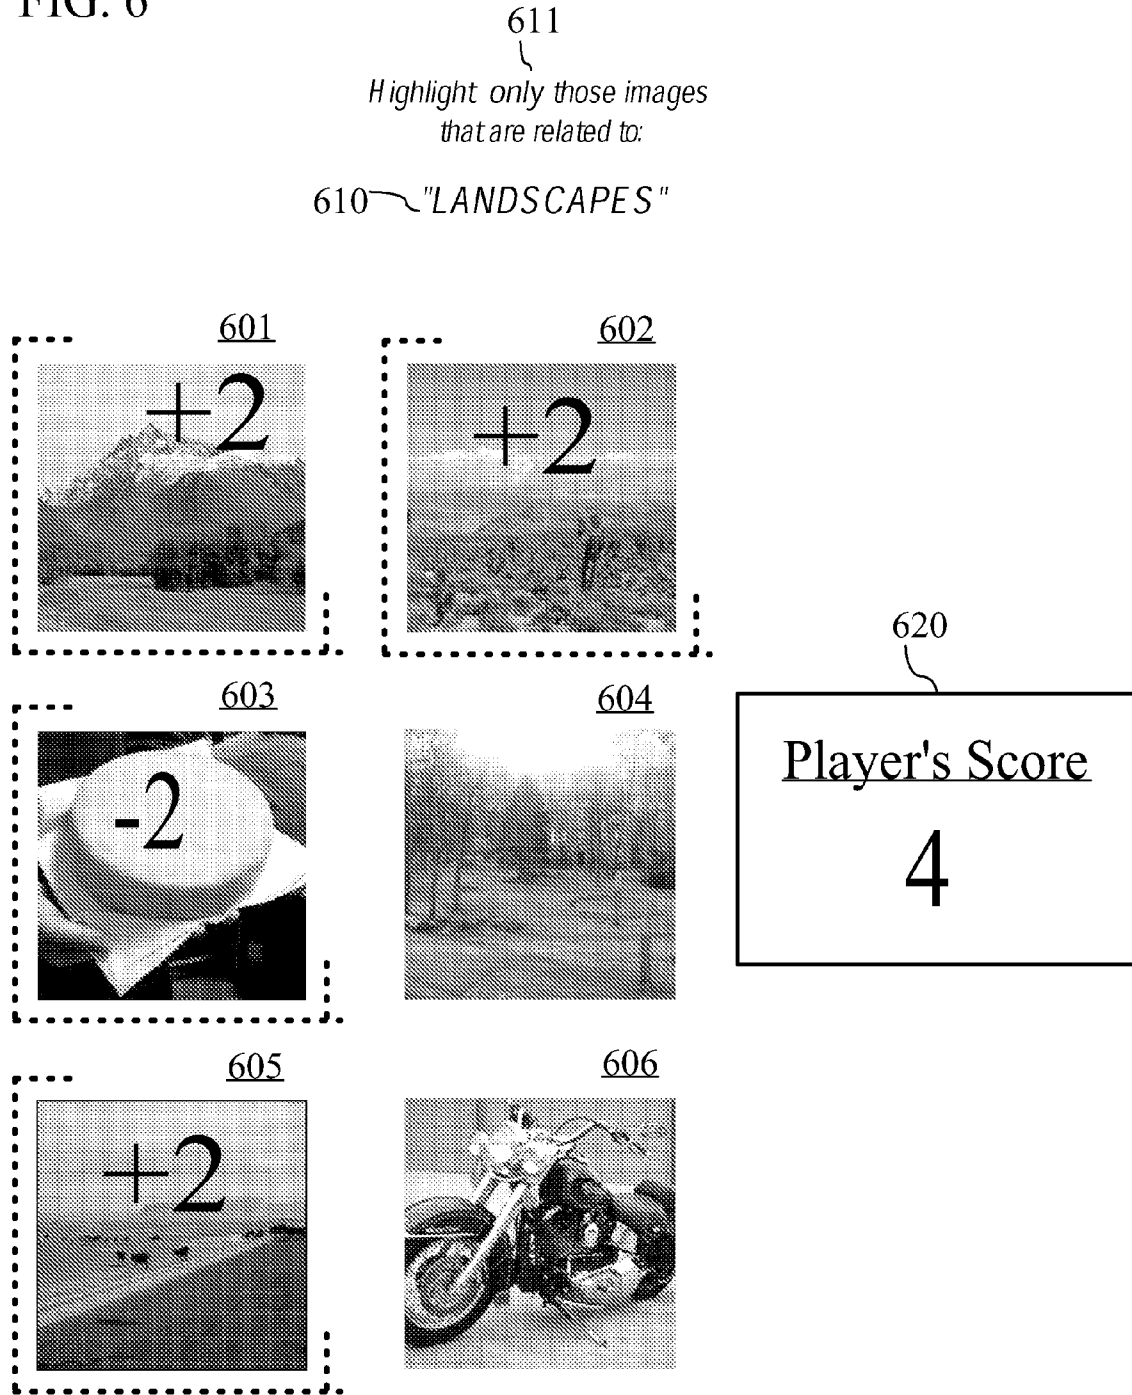 FIG. 6
611
Highlight only those images
that are related to:
610 "LANDSCAPES"
601
602
+2
+2
620
603
604
-2
Player's Score
4
605
606
+2